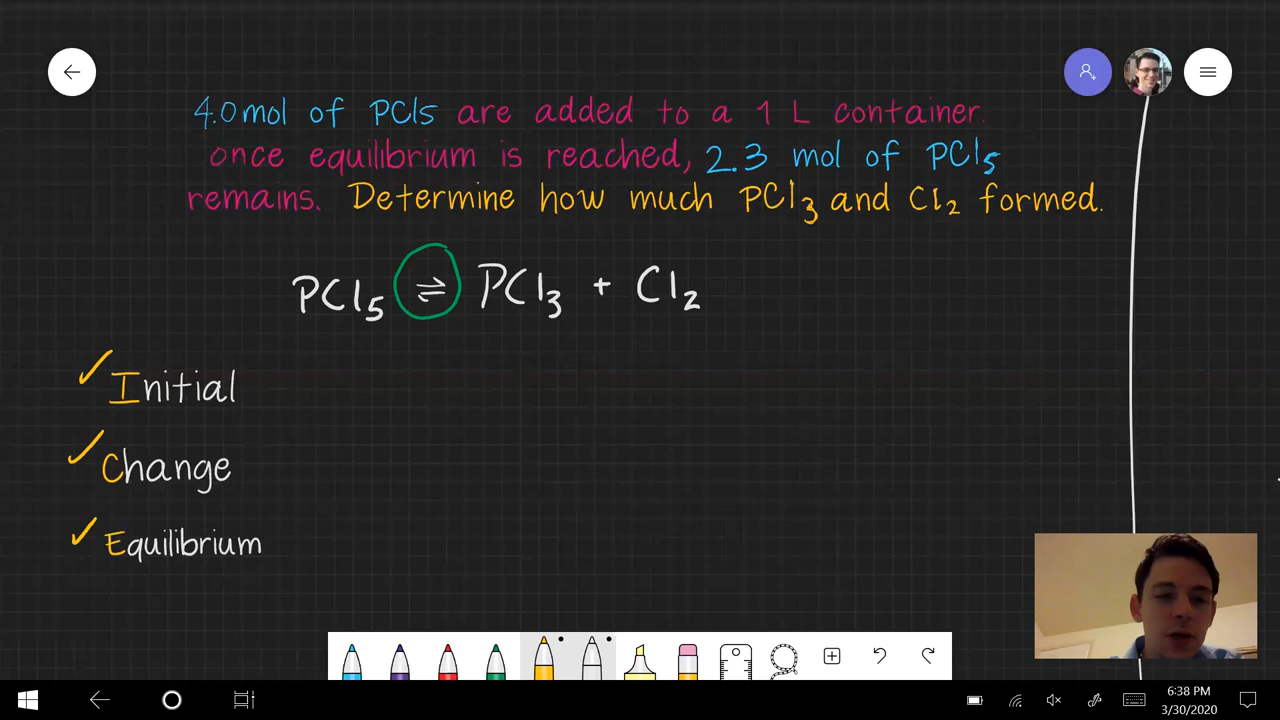 4.0 mol of PCl5 are added to a 1 L container.
once equilibrium is reached, 2.3 mol of PCl5
remains. Determine how much PCl3 and Cl2 formed.
PCl5 ⇌ PCl3 + Cl2
Initial
Change
Equilibrium
6:38 PM
3/30/2020